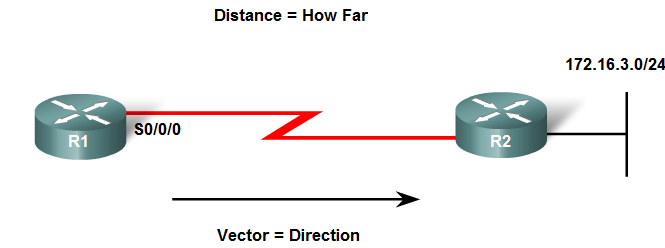 Distance = How Far
172.16.3.0/24
S0/0/0
R1
R2
Vector = Direction